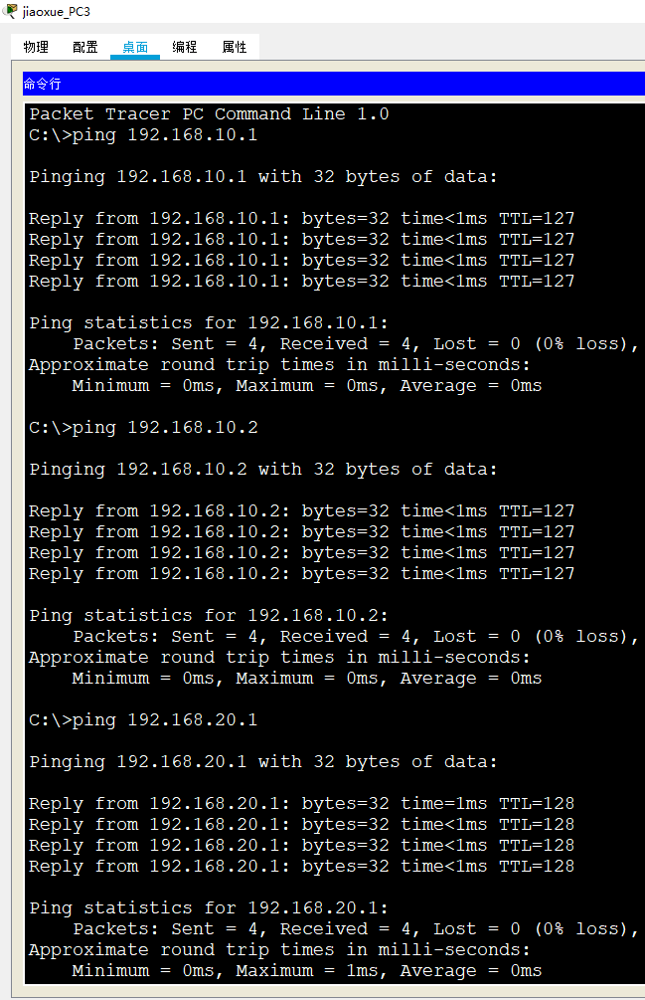 jiaoxue_PC3
物理 配置 桌面 编程 属性
命令行
Packet Tracer PC Command Line 1.0
C:\>ping 192.168.10.1
Pinging 192.168.10.1 with 32 bytes of data:
Reply from 192.168.10.1: bytes=32 time<1ms TTL=127
Reply from 192.168.10.1: bytes=32 time<1ms TTL=127
Reply from 192.168.10.1: bytes=32 time<1ms TTL=127
Reply from 192.168.10.1: bytes=32 time<1ms TTL=127
Ping statistics for 192.168.10.1:
Packets: Sent = 4, Received = 4, Lost = 0 (0% loss),
Approximate round trip times in milli-seconds:
Minimum = 0ms, Maximum = 0ms, Average = 0ms
C:\>ping 192.168.10.2
Pinging 192.168.10.2 with 32 bytes of data:
Reply from 192.168.10.2: bytes=32 time<1ms TTL=127
Reply from 192.168.10.2: bytes=32 time<1ms TTL=127
Reply from 192.168.10.2: bytes=32 time<1ms TTL=127
Reply from 192.168.10.2: bytes=32 time<1ms TTL=127
Ping statistics for 192.168.10.2:
Packets: Sent = 4, Received = 4, Lost = 0 (0% loss),
Approximate round trip times in milli-seconds:
Minimum = 0ms, Maximum = 0ms, Average = 0ms
C:\>ping 192.168.20.1
Pinging 192.168.20.1 with 32 bytes of data:
Reply from 192.168.20.1: bytes=32 time=1ms TTL=128
Reply from 192.168.20.1: bytes=32 time<1ms TTL=128
Reply from 192.168.20.1: bytes=32 time<1ms TTL=128
Reply from 192.168.20.1: bytes=32 time<1ms TTL=128
Ping statistics for 192.168.20.1:
Packets: Sent = 4, Received = 4, Lost = 0 (0% loss),
Approximate round trip times in milli-seconds:
Minimum = 0ms, Maximum = 1ms, Average = 0ms